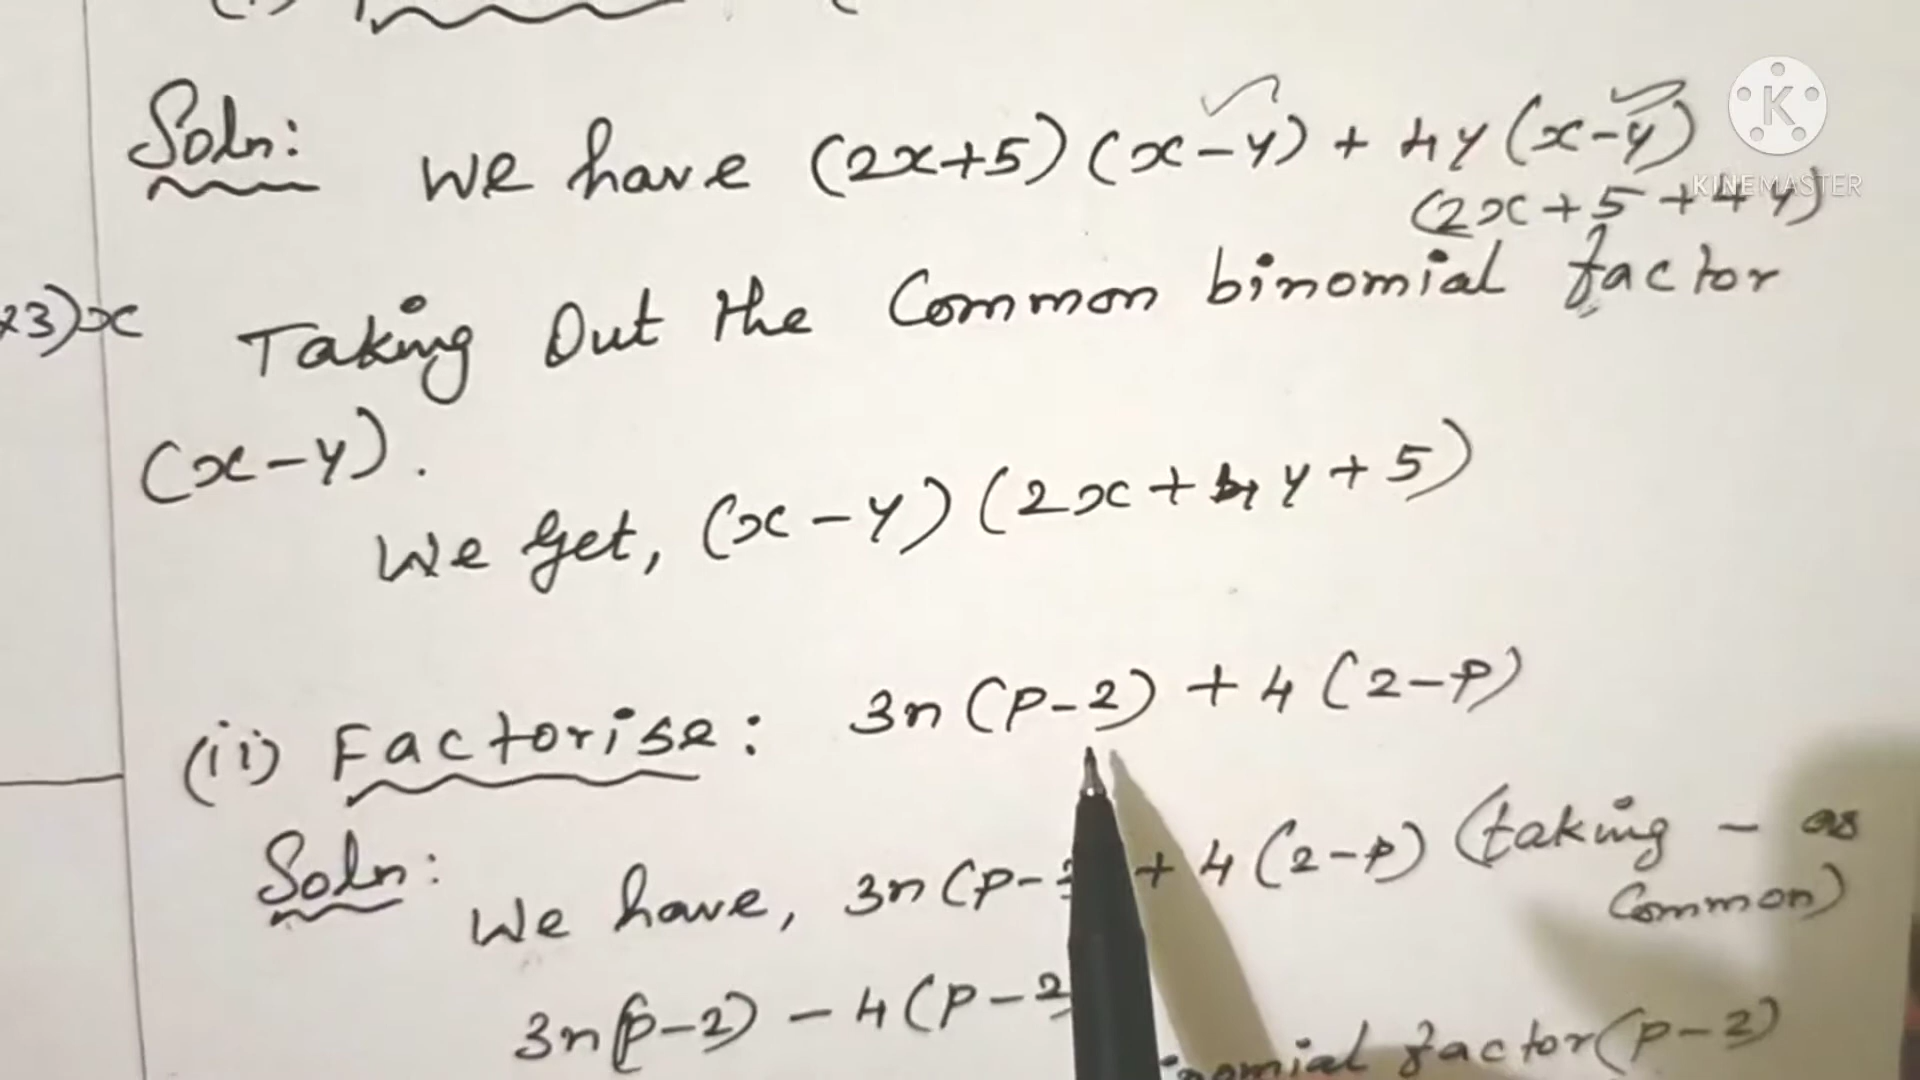 Soln: We have (2x+5)(x-y) + 4y(x-y)
(2x+5+4y)
Taking Out the Common binomial factor
(x-y).
We get, (x-y)(2x+4y+5)
(ii) Factorise: 3n(p-2) + 4(2-p)
Soln: We have, 3n(p- + 4(2-p) (taking - as
Common)
3n(p-2) - 4(p-2
factor(p-2)
K
KINEMASTER